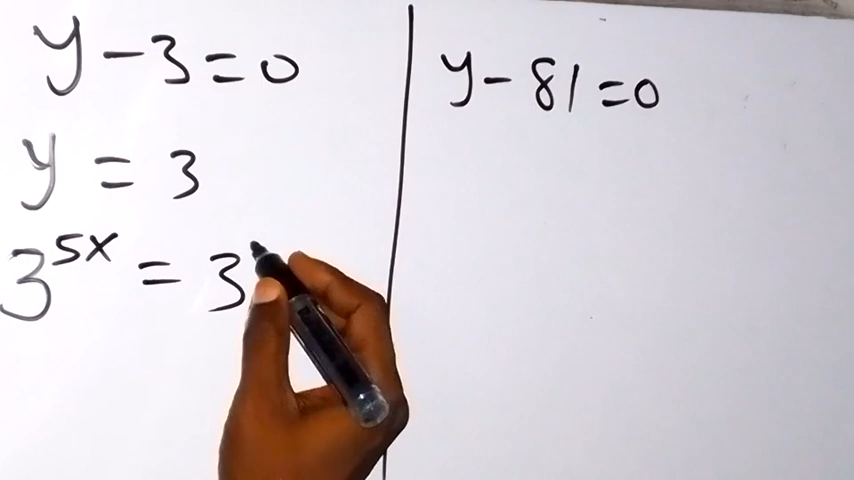 y - 3 = 0
y = 3
3^{5x} = 3
y - 81 = 0